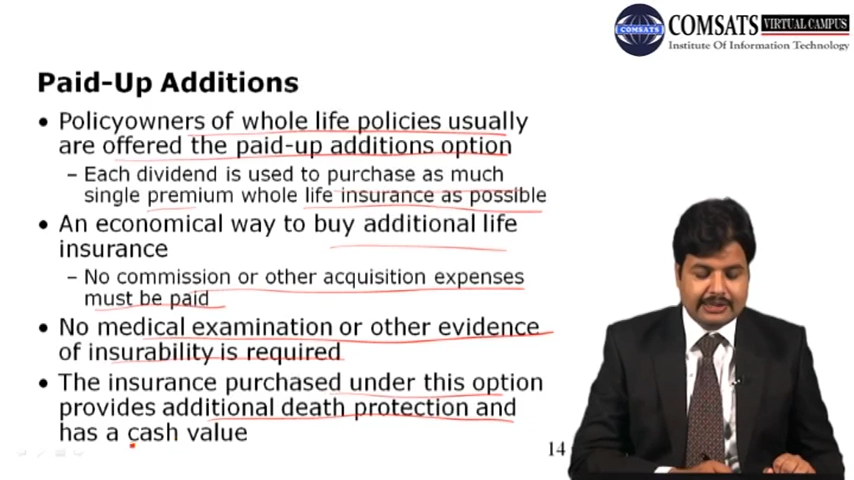 COMSATS
COMSATS VIRTUAL CAMPUS
Institute Of Information Technology
Paid-Up Additions
• Policyowners of whole life policies usually
are offered the paid-up additions option
– Each dividend is used to purchase as much
single premium whole life insurance as possible
• An economical way to buy additional life
insurance
– No commission or other acquisition expenses
must be paid
• No medical examination or other evidence
of insurability is required
• The insurance purchased under this option
provides additional death protection and
has a cash value
14